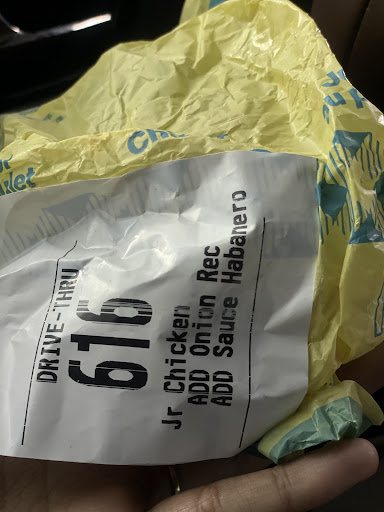 DRIVE-THRU
616
Jr Chicken
ADD Onion Rec
ADD Sauce Habanero